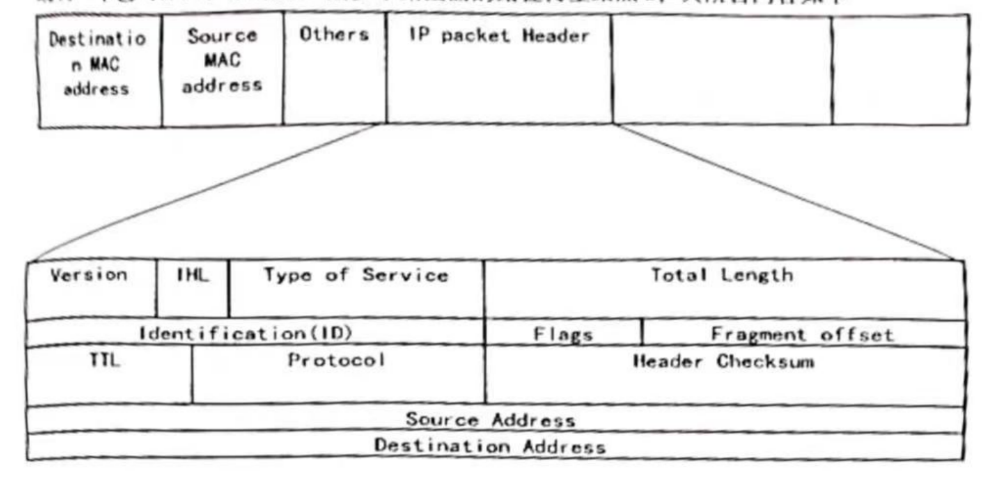 Destinatio
n MAC
address
Source
MAC
address
Others
IP packet Header
Version
IHL
Type of Service
Total Length
Identification(ID)
Flags
Fragment offset
TTL
Protocol
Header Checksum
Source Address
Destination Address